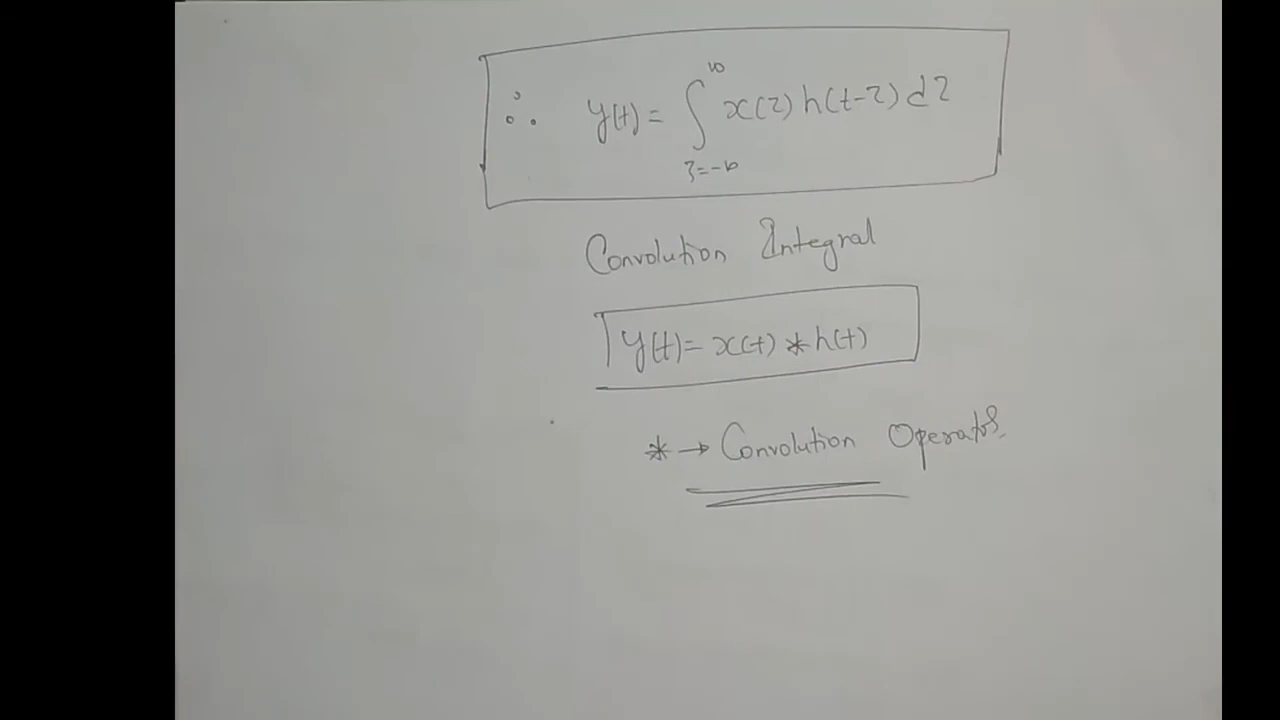 ∴ y(t) = ∫_{τ=-∞}^{∞} x(τ) h(t-τ) dτ
Convolution Integral
y(t) = x(t) * h(t)
* → Convolution Operator.